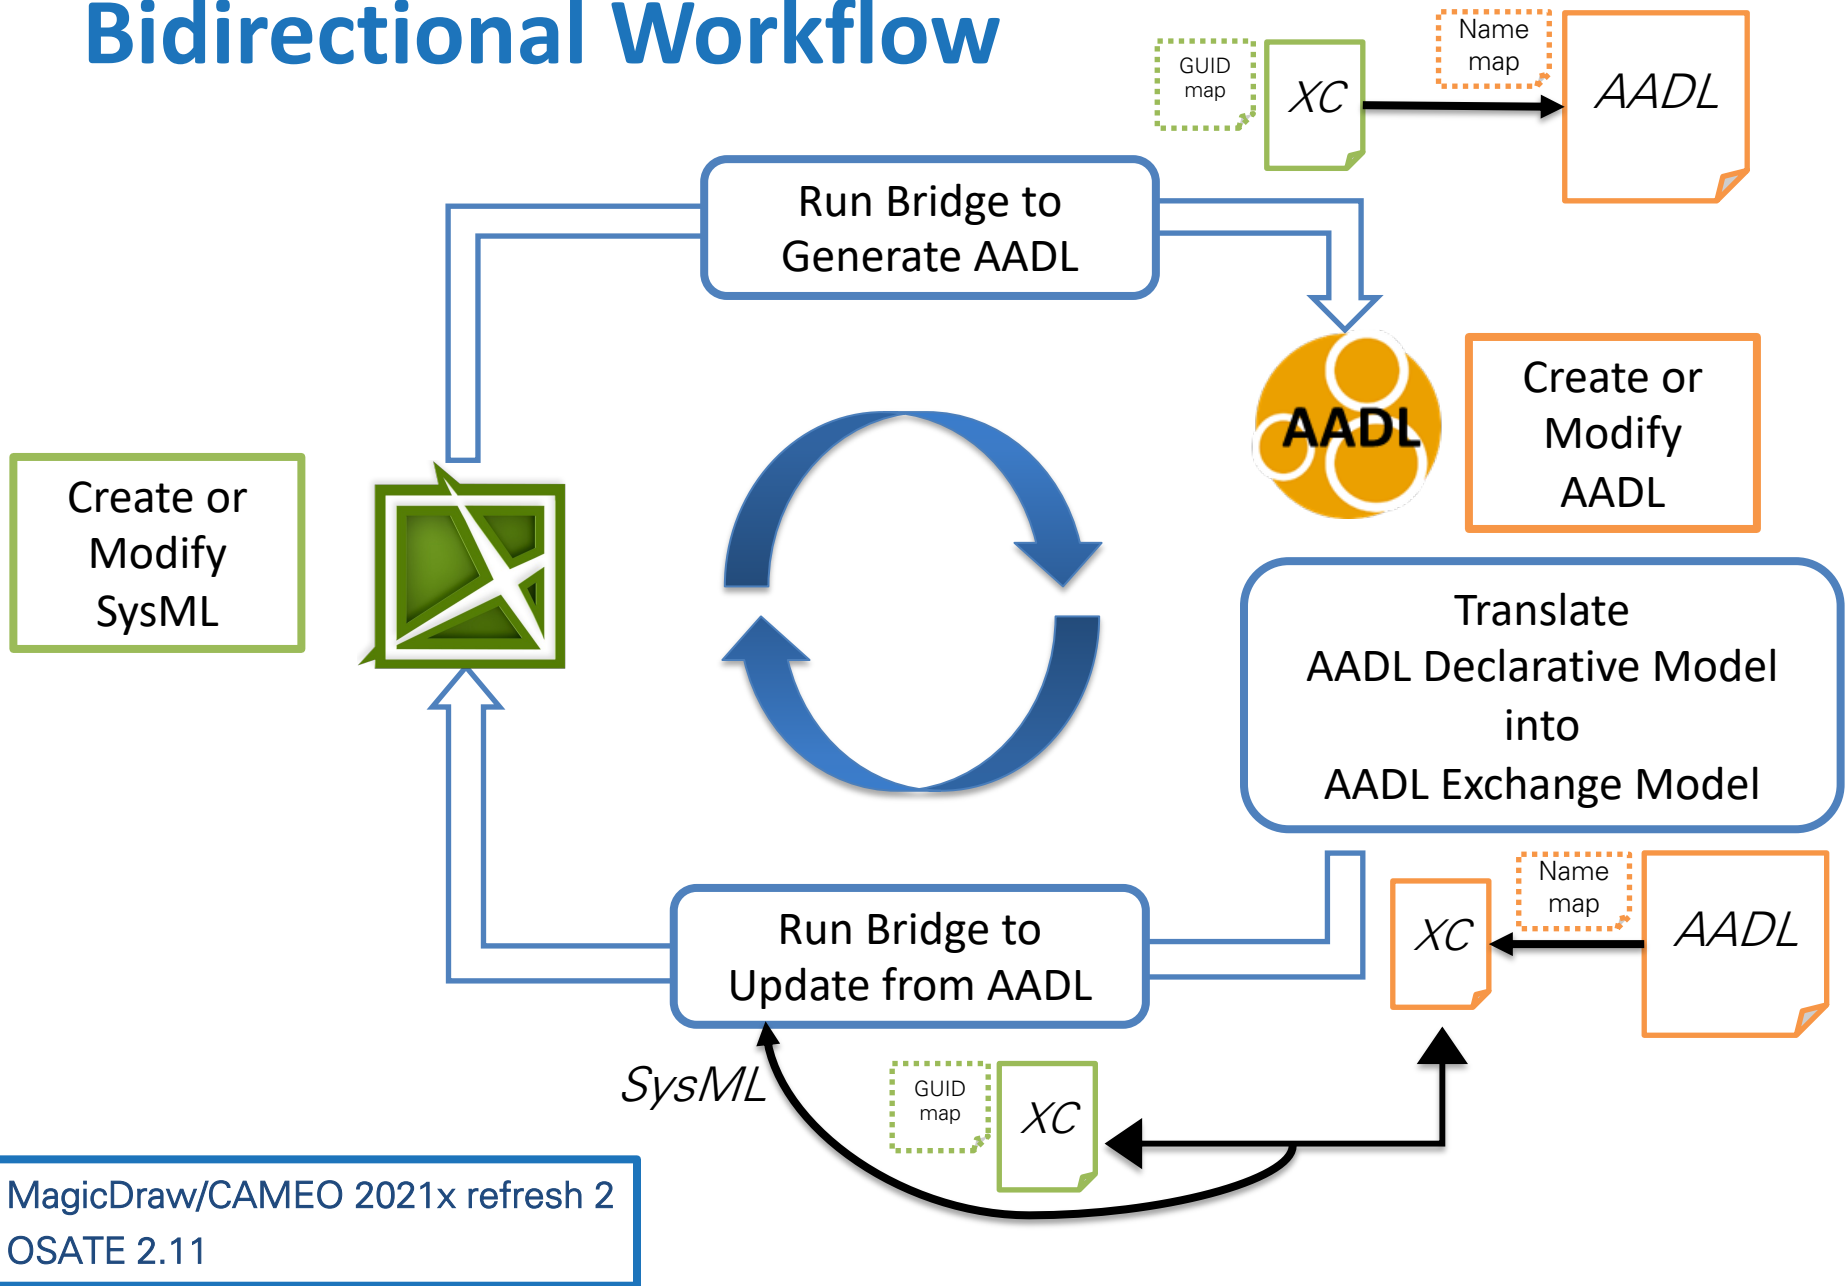 Bidirectional Workflow
GUID
map
XC
Name
map
AADL
Run Bridge to
Generate AADL
AADL
Create or
Modify
AADL
Create or
Modify
SysML
Translate
AADL Declarative Model
into
AADL Exchange Model
Run Bridge to
Update from AADL
XC
Name
map
AADL
SysML
GUID
map
XC
MagicDraw/CAMEO 2021x refresh 2
OSATE 2.11